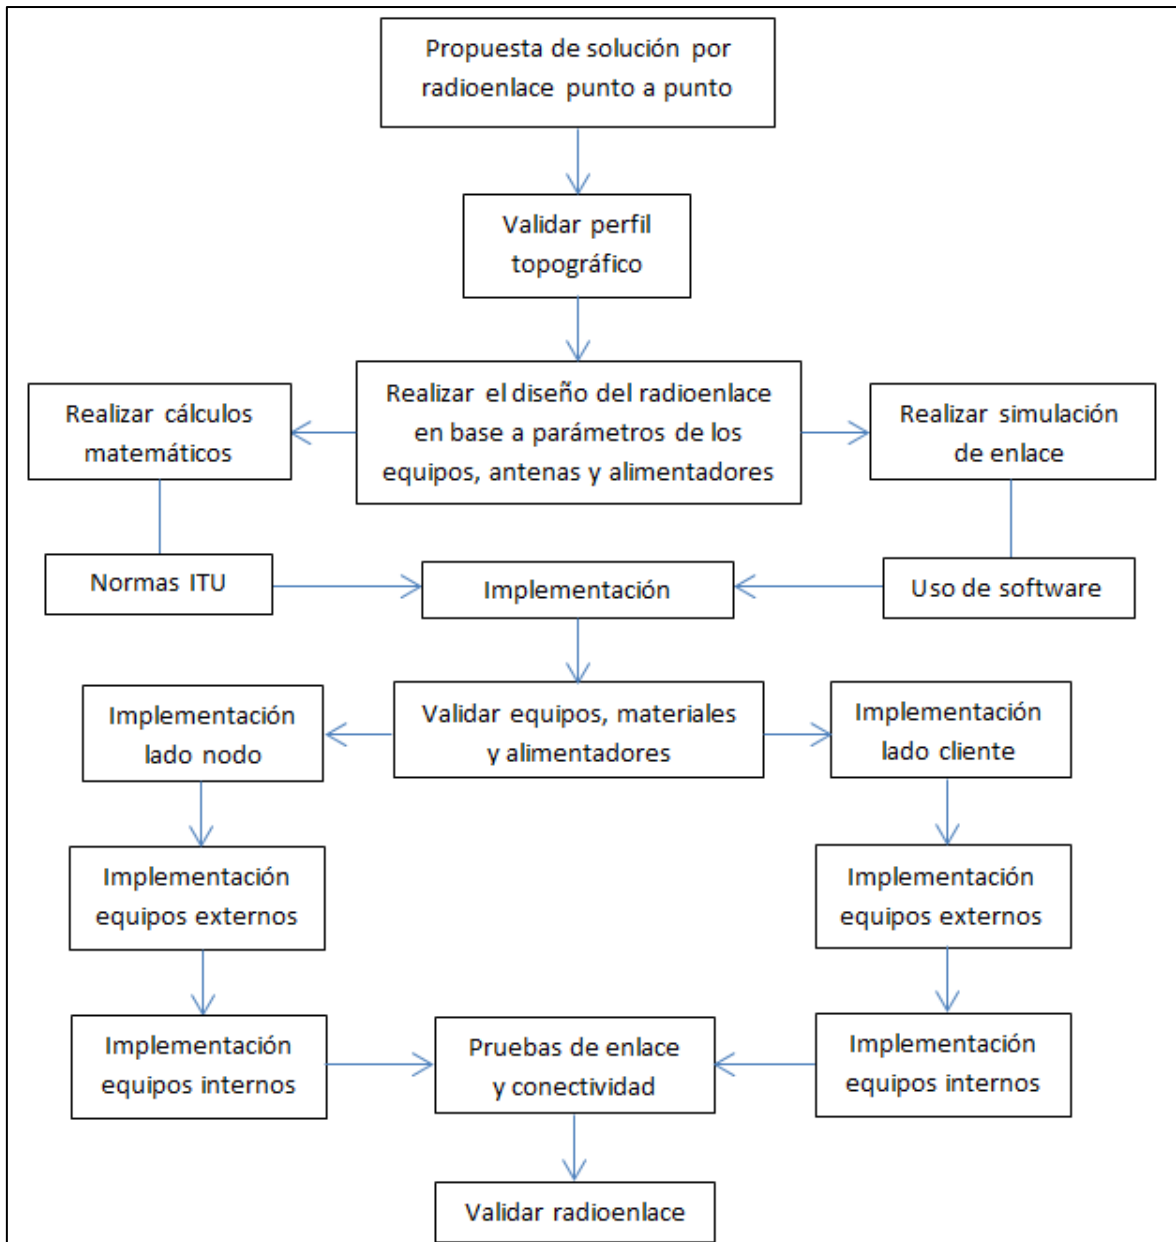 Propuesta de solución por
radioenlace punto a punto
Validar perfil
topográfico
Realizar cálculos
matemáticos
Realizar el diseño del radioenlace
en base a parámetros de los
equipos, antenas y alimentadores
Realizar simulación
de enlace
Normas ITU
Implementación
Uso de software
Implementación
lado nodo
Validar equipos, materiales
y alimentadores
Implementación
lado cliente
Implementación
equipos externos
Implementación
equipos externos
Implementación
equipos internos
Pruebas de enlace
y conectividad
Implementación
equipos internos
Validar radioenlace